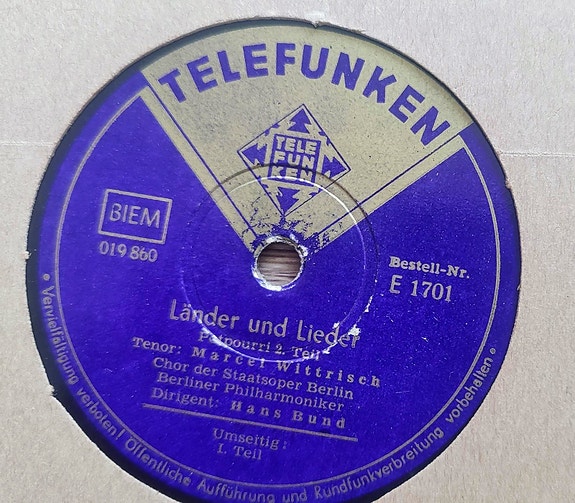 TELEFUNKEN
TELE
FUN
KEN
BIEM
019 860
Bestell-Nr.
E 1701
Länder und Lieder
Potpourri 2. Teil
Tenor: Marcel Wittrisch
Chor der Staatsoper Berlin
Berliner Philharmoniker
Dirigent: Hans Bund
Umseitig:
I. Teil
• Vervielfältigung verboten! Öffentliche Aufführung und Rundfunkverbreitung vorbehalten •